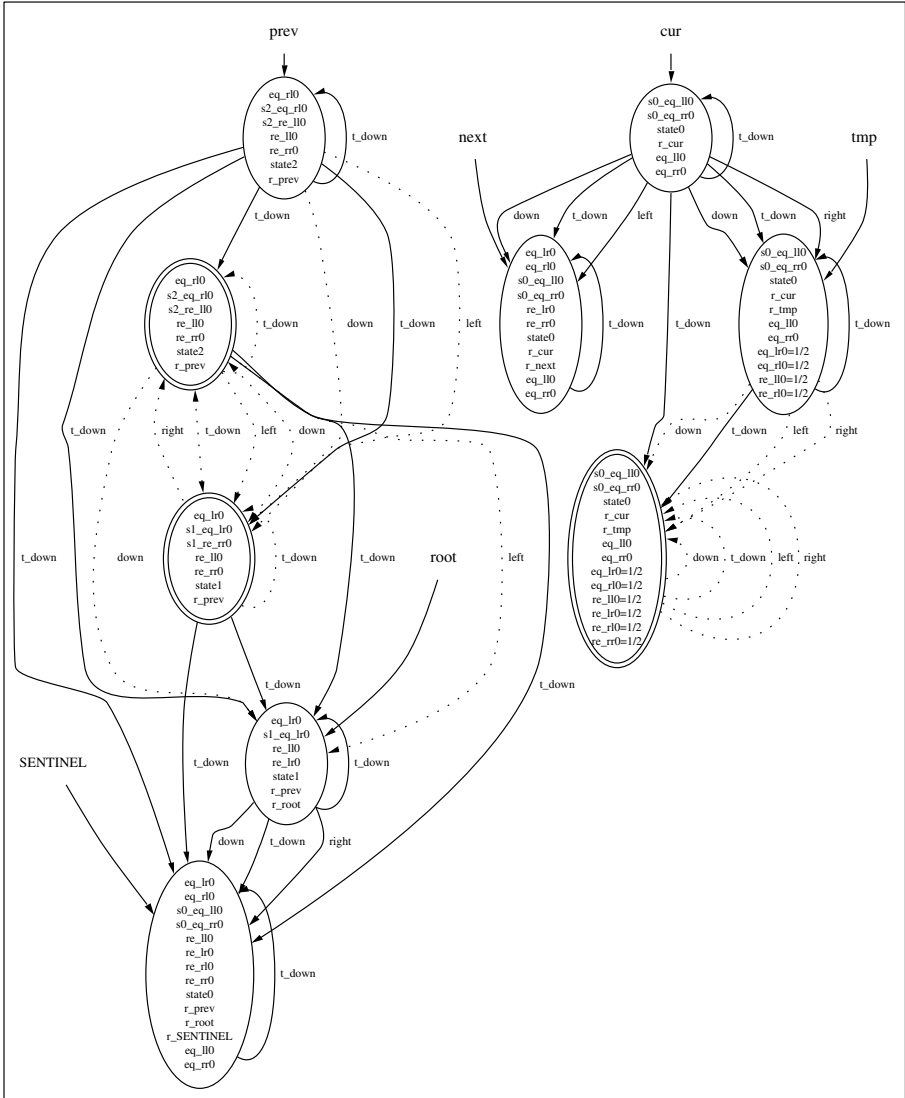 prev
cur
next
tmp
eq_rl0
s2_eq_rl0
s2_re_ll0
re_ll0
re_rr0
state2
r_prev
t_down
s0_eq_ll0
s0_eq_rr0
state0
r_cur
eq_ll0
eq_rr0
t_down
t_down
down
t_down
left
down
t_down
right
eq_rl0
s2_eq_rl0
s2_re_ll0
re_ll0
re_rr0
state2
r_prev
t_down
down
t_down
left
eq_lr0
eq_rl0
s0_eq_ll0
s0_eq_rr0
re_lr0
re_rr0
state0
r_cur
r_next
eq_ll0
eq_rr0
t_down
t_down
s0_eq_ll0
s0_eq_rr0
state0
r_cur
r_tmp
eq_ll0
eq_rr0
eq_lr0=1/2
eq_rl0=1/2
re_ll0=1/2
re_rl0=1/2
t_down
t_down
right
t_down
left
down
left
down
t_down
left
right
eq_lr0
s1_eq_lr0
s1_re_rr0
re_ll0
re_rr0
state1
r_prev
t_down
down
t_down
t_down
root
left
s0_eq_ll0
s0_eq_rr0
state0
r_cur
r_tmp
eq_ll0
eq_rr0
eq_lr0=1/2
eq_rl0=1/2
re_ll0=1/2
re_lr0=1/2
re_rl0=1/2
re_rr0=1/2
down
t_down
left
right
t_down
t_down
SENTINEL
t_down
eq_lr0
s1_eq_lr0
re_ll0
re_lr0
state1
r_prev
r_root
t_down
down
t_down
right
eq_lr0
eq_rl0
s0_eq_ll0
s0_eq_rr0
re_ll0
re_lr0
re_rl0
re_rr0
state0
r_prev
r_root
r_SENTINEL
eq_ll0
eq_rr0
t_down